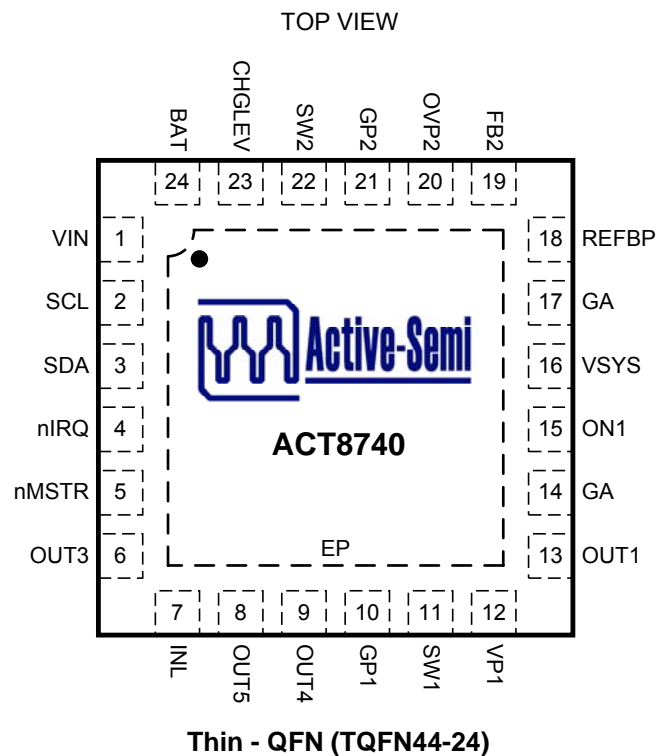 TOP VIEW
BAT
CHGLEV
SW2
GP2
OVP2
FB2
24 23 22 21 20 19
VIN 1
SCL 2
SDA 3
nIRQ 4
nMSTR 5
OUT3 6
18 REFBP
17 GA
16 VSYS
15 ON1
14 GA
13 OUT1
Active-Semi
ACT8740
EP
7 8 9 10 11 12
INL
OUT5
OUT4
GP1
SW1
VP1
Thin - QFN (TQFN44-24)